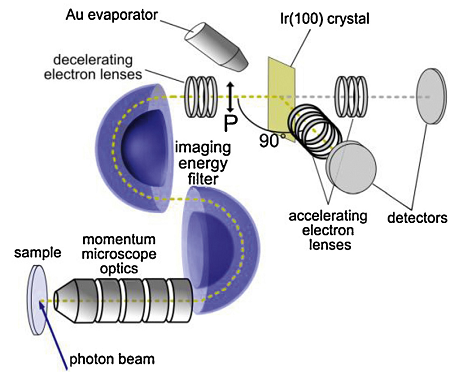 Au evaporator
Ir(100) crystal
decelerating
electron lenses
P
90°
imaging
energy
filter
accelerating
electron
lenses
detectors
momentum
microscope
optics
sample
photon beam